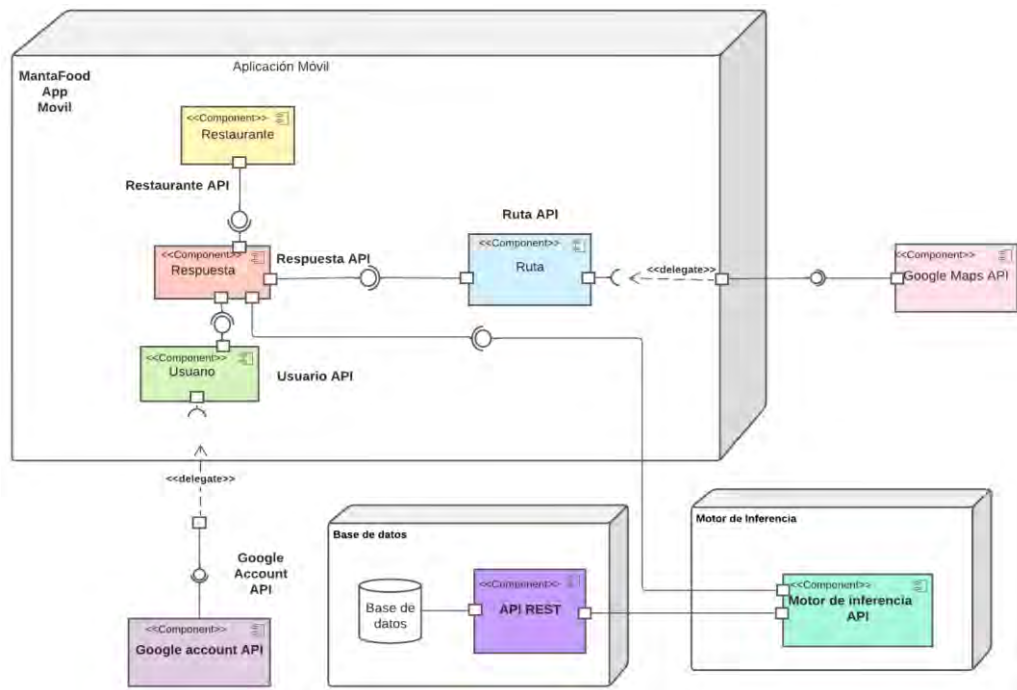 Aplicación Móvil
MantaFood
App
Movil
<<Component>>
Restaurante
Restaurante API
Ruta API
<<Component>>
Respuesta
Respuesta API
<<Component>>
Ruta
<<delegate>>
<<Component>>
Google Maps API
<<Component>>
Usuario
Usuario API
<<delegate>>
Google
Account
API
<<Component>>
Google account API
Base de datos
Base de
datos
<<Component>>
API REST
Motor de Inferencia
<<Component>>
Motor de inferencia
API